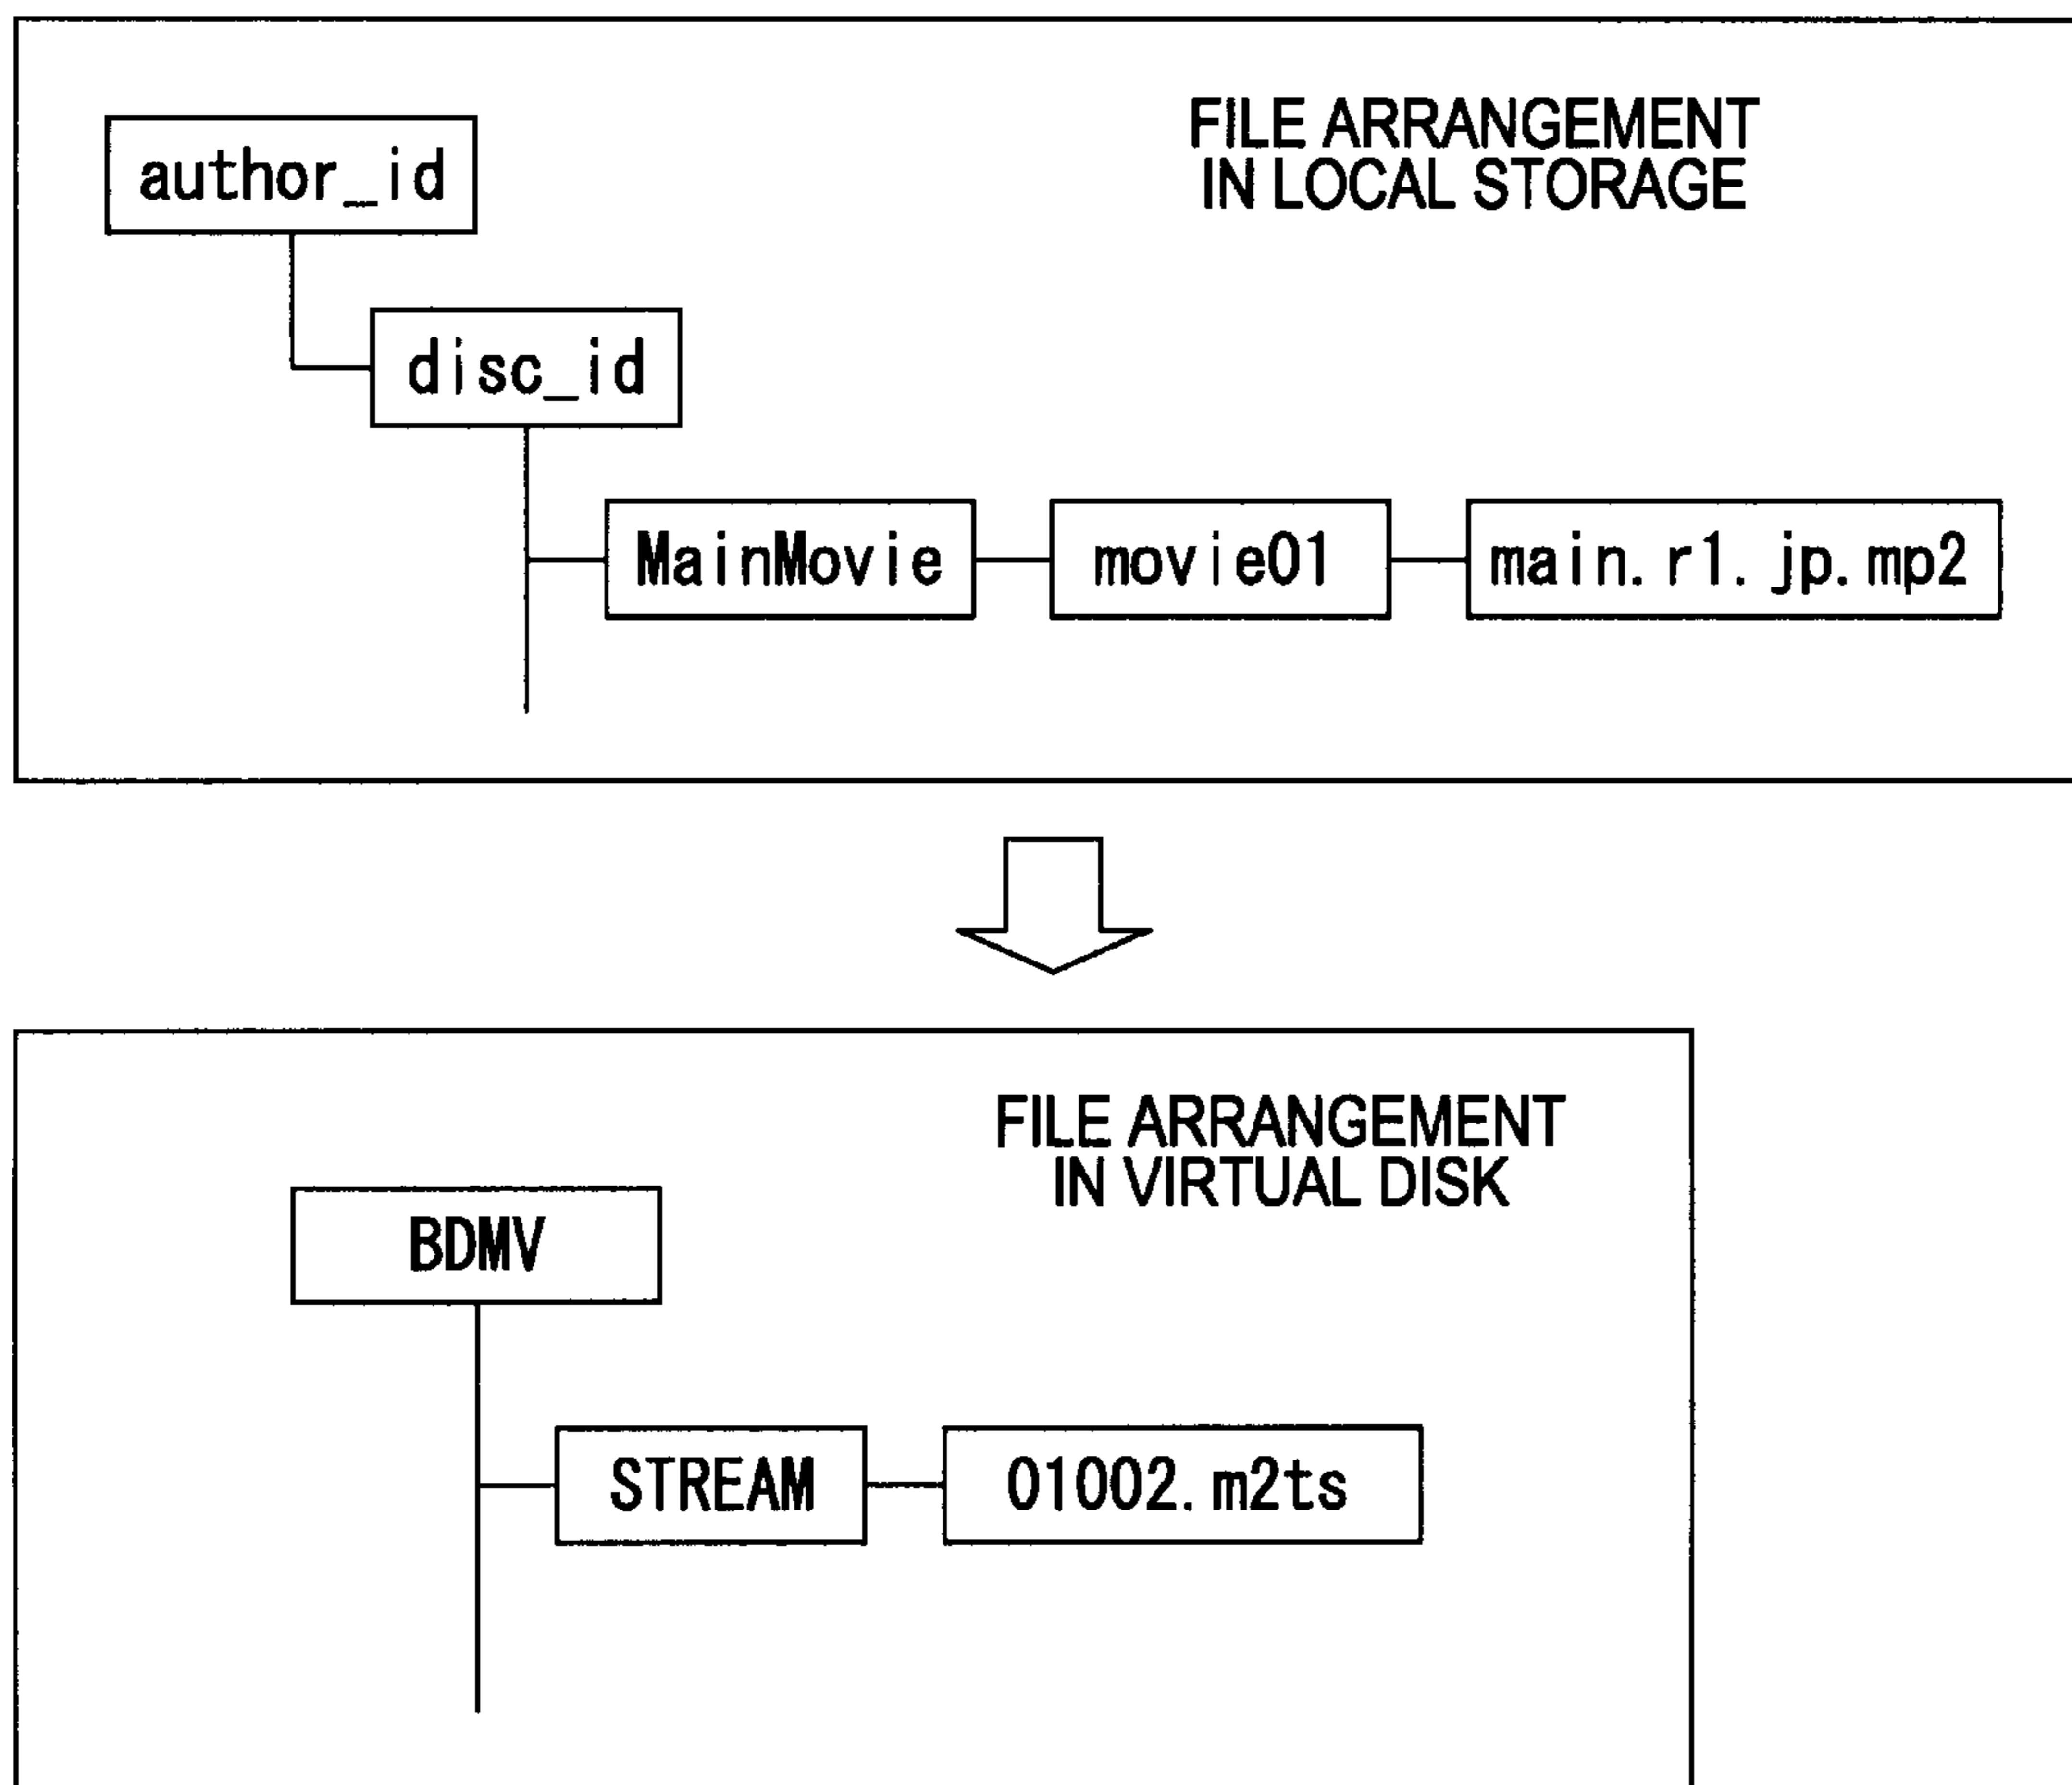 FILE ARRANGEMENT
IN LOCAL STORAGE
author_id
disc_id
MainMovie
movie01
main.r1.jp.mp2
FILE ARRANGEMENT
IN VIRTUAL DISK
BDMV
STREAM
01002.m2ts